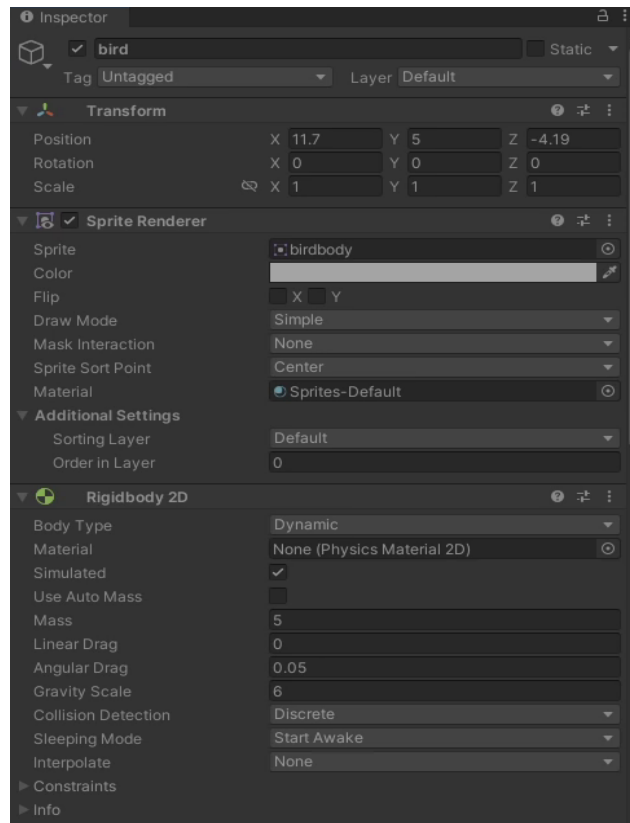 Inspector
bird Static
Tag Untagged Layer Default
Transform
Position X 11.7 Y 5 Z -4.19
Rotation X 0 Y 0 Z 0
Scale X 1 Y 1 Z 1
Sprite Renderer
Sprite birdbody
Color
Flip X Y
Draw Mode Simple
Mask Interaction None
Sprite Sort Point Center
Material Sprites-Default
Additional Settings
Sorting Layer Default
Order in Layer 0
Rigidbody 2D
Body Type Dynamic
Material None (Physics Material 2D)
Simulated
Use Auto Mass
Mass 5
Linear Drag 0
Angular Drag 0.05
Gravity Scale 6
Collision Detection Discrete
Sleeping Mode Start Awake
Interpolate None
Constraints
Info